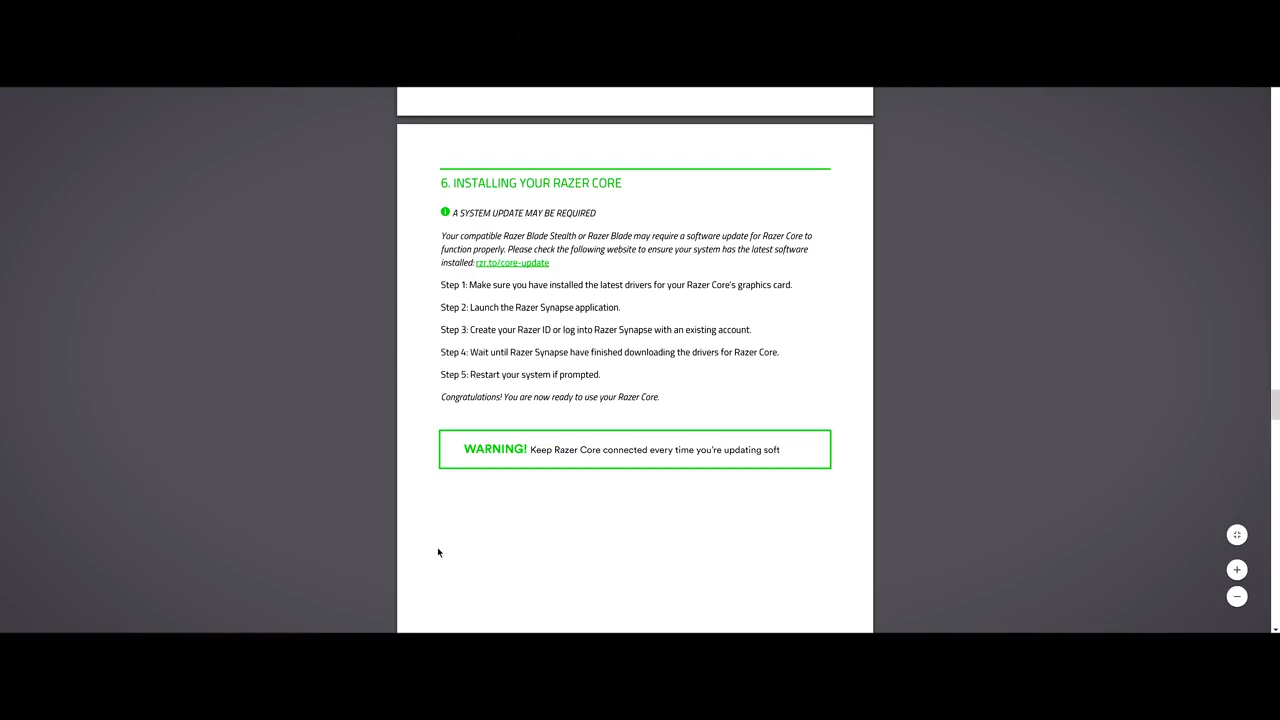 6. INSTALLING YOUR RAZER CORE
A SYSTEM UPDATE MAY BE REQUIRED
Your compatible Razer Blade Stealth or Razer Blade may require a software update for Razer Core to
function properly. Please check the following website to ensure your system has the latest software
installed: rzr.to/core-update
Step 1: Make sure you have installed the latest drivers for your Razer Core's graphics card.
Step 2: Launch the Razer Synapse application.
Step 3: Create your Razer ID or log into Razer Synapse with an existing account.
Step 4: Wait until Razer Synapse have finished downloading the drivers for Razer Core.
Step 5: Restart your system if prompted.
Congratulations! You are now ready to use your Razer Core.
WARNING! Keep Razer Core connected every time you're updating soft